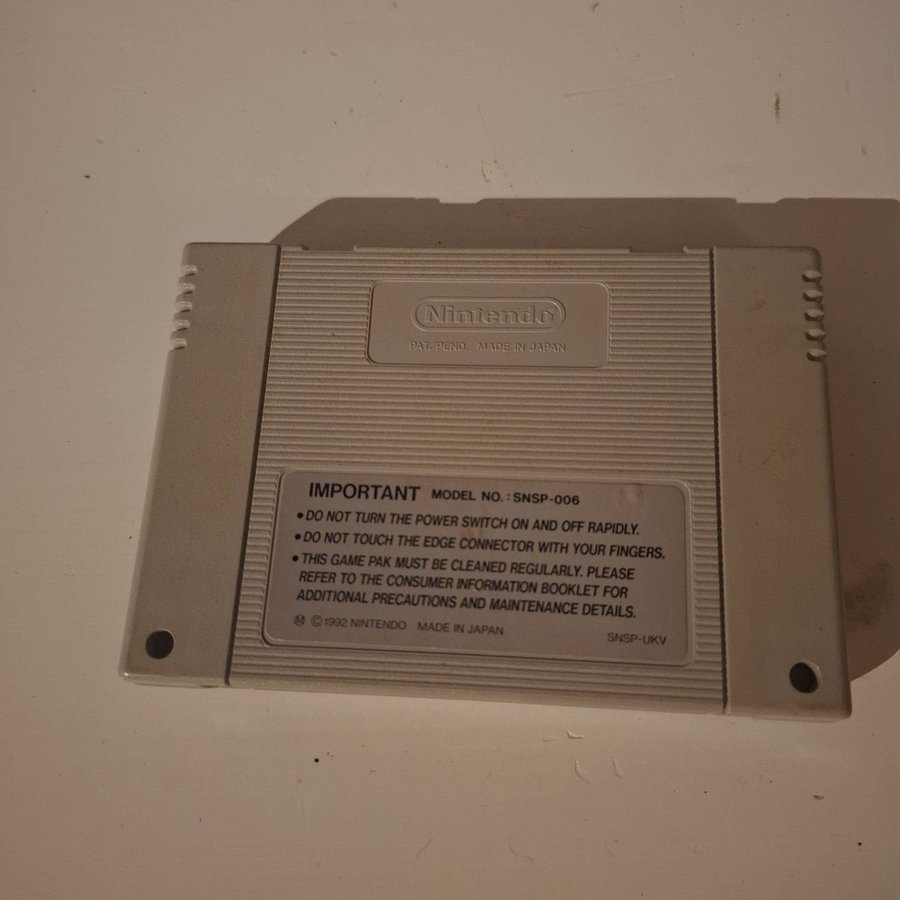 Nintendo®
PAT. PEND. MADE IN JAPAN
IMPORTANT MODEL NO. : SNSP-006
• DO NOT TURN THE POWER SWITCH ON AND OFF RAPIDLY.
• DO NOT TOUCH THE EDGE CONNECTOR WITH YOUR FINGERS.
• THIS GAME PAK MUST BE CLEANED REGULARLY. PLEASE
REFER TO THE CONSUMER INFORMATION BOOKLET FOR
ADDITIONAL PRECAUTIONS AND MAINTENANCE DETAILS.
Ⓜ © 1992 NINTENDO MADE IN JAPAN
SNSP-UKV